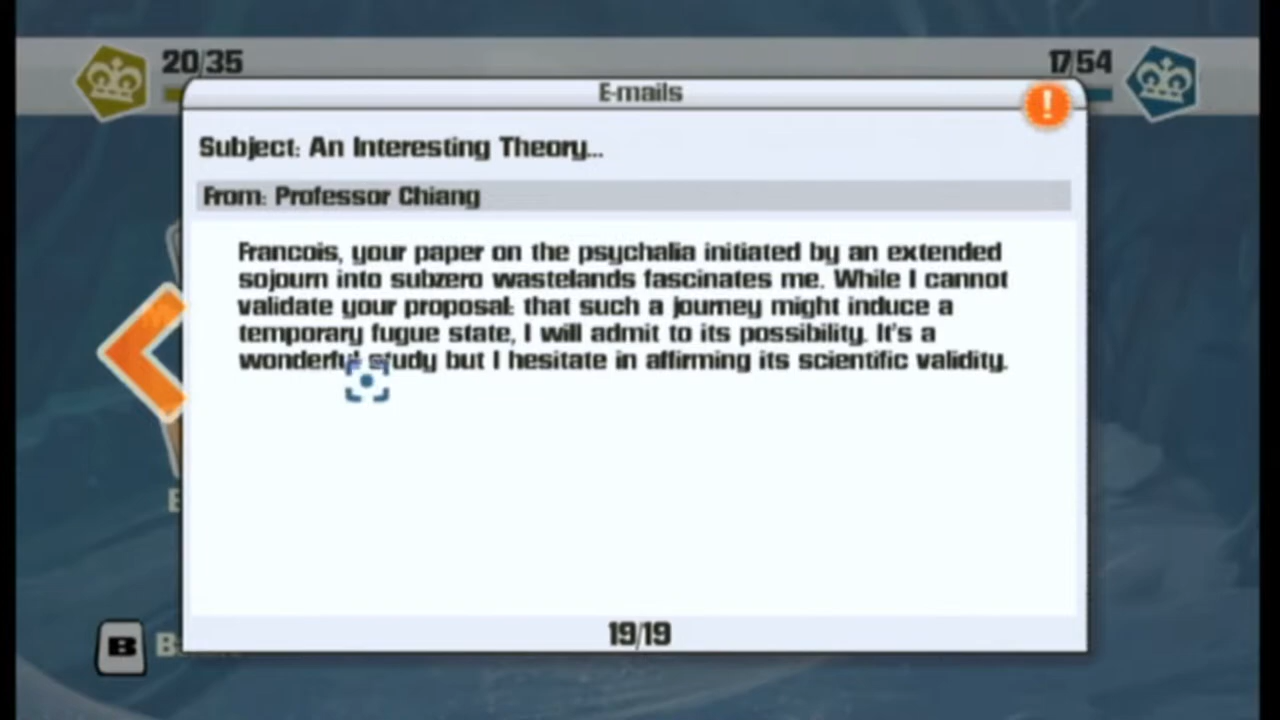 20/35
17/54
E-mails
!
Subject: An Interesting Theory...
From: Professor Chiang
Francois, your paper on the psychalia initiated by an extended
sojourn into subzero wastelands fascinates me. While I cannot
validate your proposal: that such a journey might induce a
temporary fugue state, I will admit to its possibility. It's a
wonderful study but I hesitate in affirming its scientific validity.
19/19
B